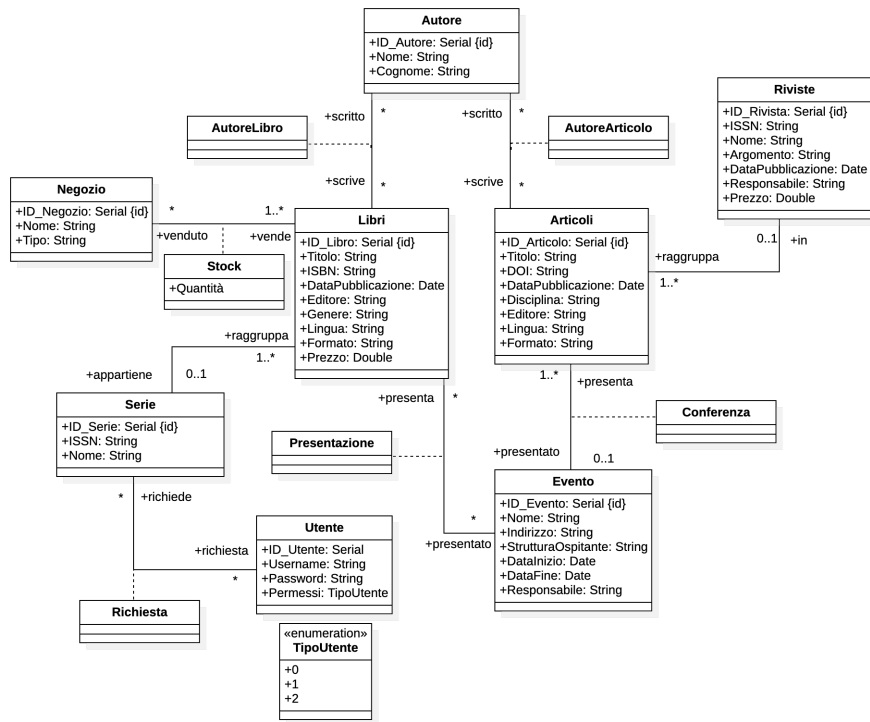 Autore
+ID_Autore: Serial {id}
+Nome: String
+Cognome: String
+scritto
*
+scritto
*
AutoreLibro
AutoreArticolo
+scrive
*
+scrive
*
Riviste
+ID_Rivista: Serial {id}
+ISSN: String
+Nome: String
+Argomento: String
+DataPubblicazione: Date
+Responsabile: String
+Prezzo: Double
0..1
+in
Negozio
+ID_Negozio: Serial {id}
+Nome: String
+Tipo: String
*
1..*
+venduto
+vende
Stock
+Quantità
Libri
+ID_Libro: Serial {id}
+Titolo: String
+ISBN: String
+DataPubblicazione: Date
+Editore: String
+Genere: String
+Lingua: String
+Formato: String
+Prezzo: Double
Articoli
+ID_Articolo: Serial {id}
+Titolo: String
+DOI: String
+DataPubblicazione: Date
+Disciplina: String
+Editore: String
+Lingua: String
+Formato: String
+raggruppa
1..*
+raggruppa
1..*
+appartiene
0..1
Serie
+ID_Serie: Serial {id}
+ISSN: String
+Nome: String
+presenta
*
1..*
+presenta
Presentazione
Conferenza
+presentato
0..1
*
+presentato
Evento
+ID_Evento: Serial {id}
+Nome: String
+Indirizzo: String
+StrutturaOspitante: String
+DataInizio: Date
+DataFine: Date
+Responsabile: String
*
+richiede
+richiesta
*
Utente
+ID_Utente: Serial
+Username: String
+Password: String
+Permessi: TipoUtente
Richiesta
«enumeration»
TipoUtente
+0
+1
+2